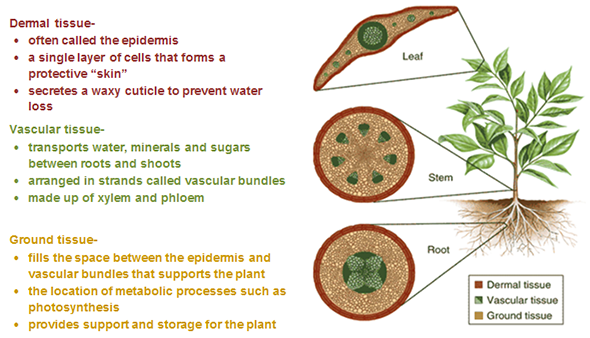 Dermal tissue-
• often called the epidermis
• a single layer of cells that forms a
protective “skin”
• secretes a waxy cuticle to prevent water
loss
Vascular tissue-
• transports water, minerals and sugars
between roots and shoots
• arranged in strands called vascular bundles
• made up of xylem and phloem
Ground tissue-
• fills the space between the epidermis and
vascular bundles that supports the plant
• the location of metabolic processes such as
photosynthesis
• provides support and storage for the plant
Leaf
Stem
Root
Dermal tissue
Vascular tissue
Ground tissue